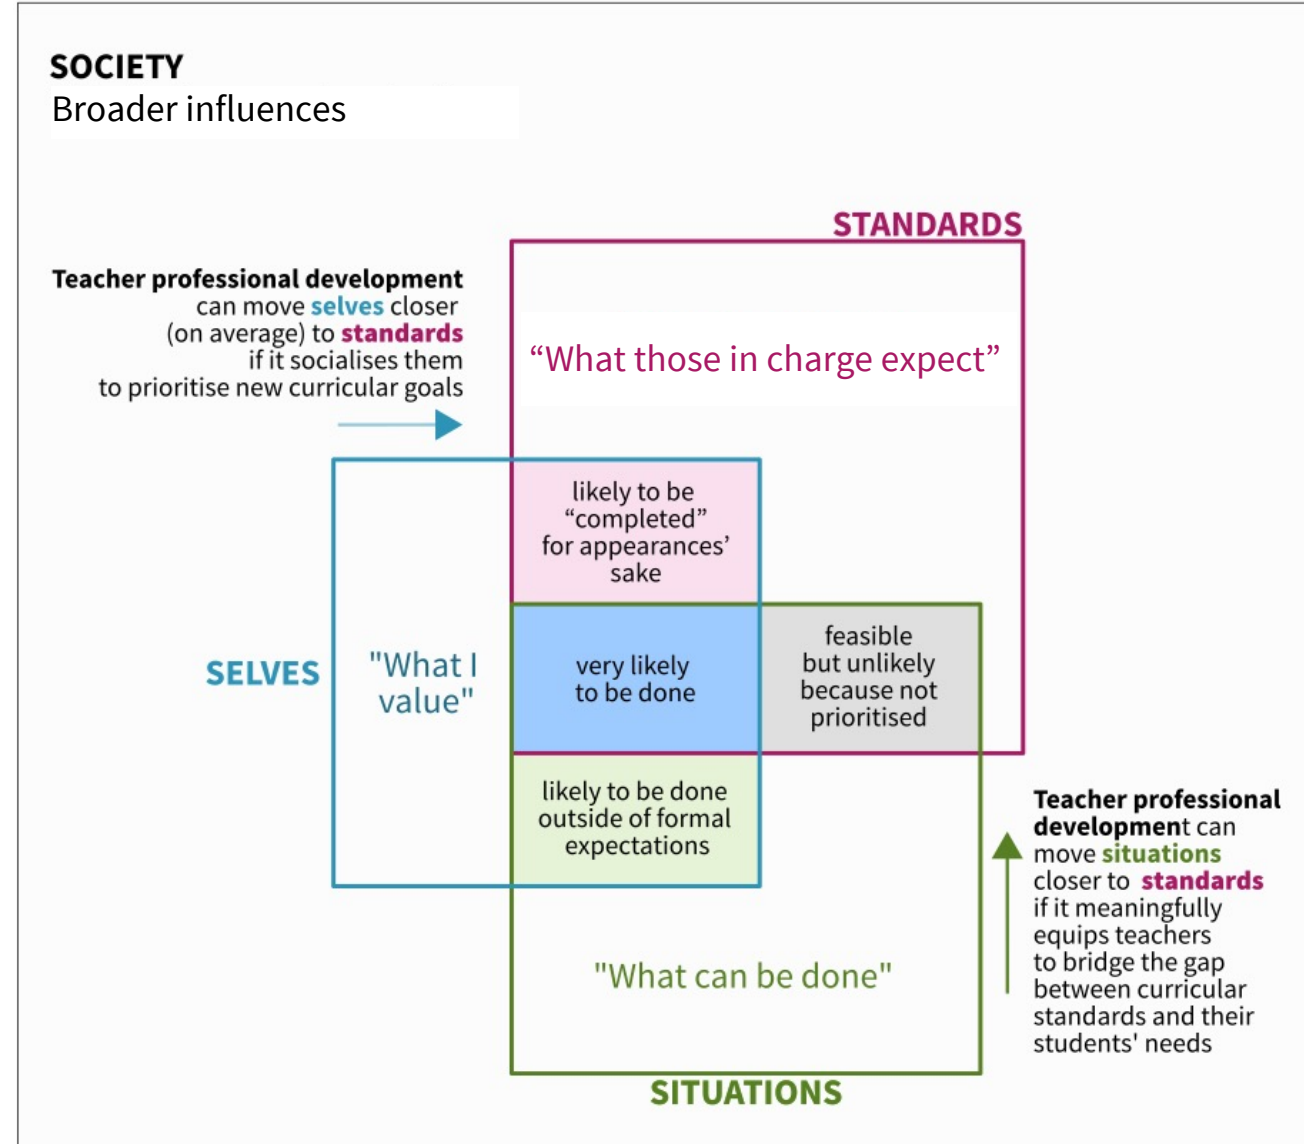 SOCIETY
Broader influences
STANDARDS
Teacher professional development
can move selves closer
(on average) to standards
if it socialises them
to prioritise new curricular goals
“What those in charge expect”
likely to be
“completed”
for appearances’
sake
SELVES
"What I
value"
very likely
to be done
feasible
but unlikely
because not
prioritised
likely to be done
outside of formal
expectations
Teacher professional
development can
move situations
closer to standards
if it meaningfully
equips teachers
to bridge the gap
between curricular
standards and their
students' needs
"What can be done"
SITUATIONS